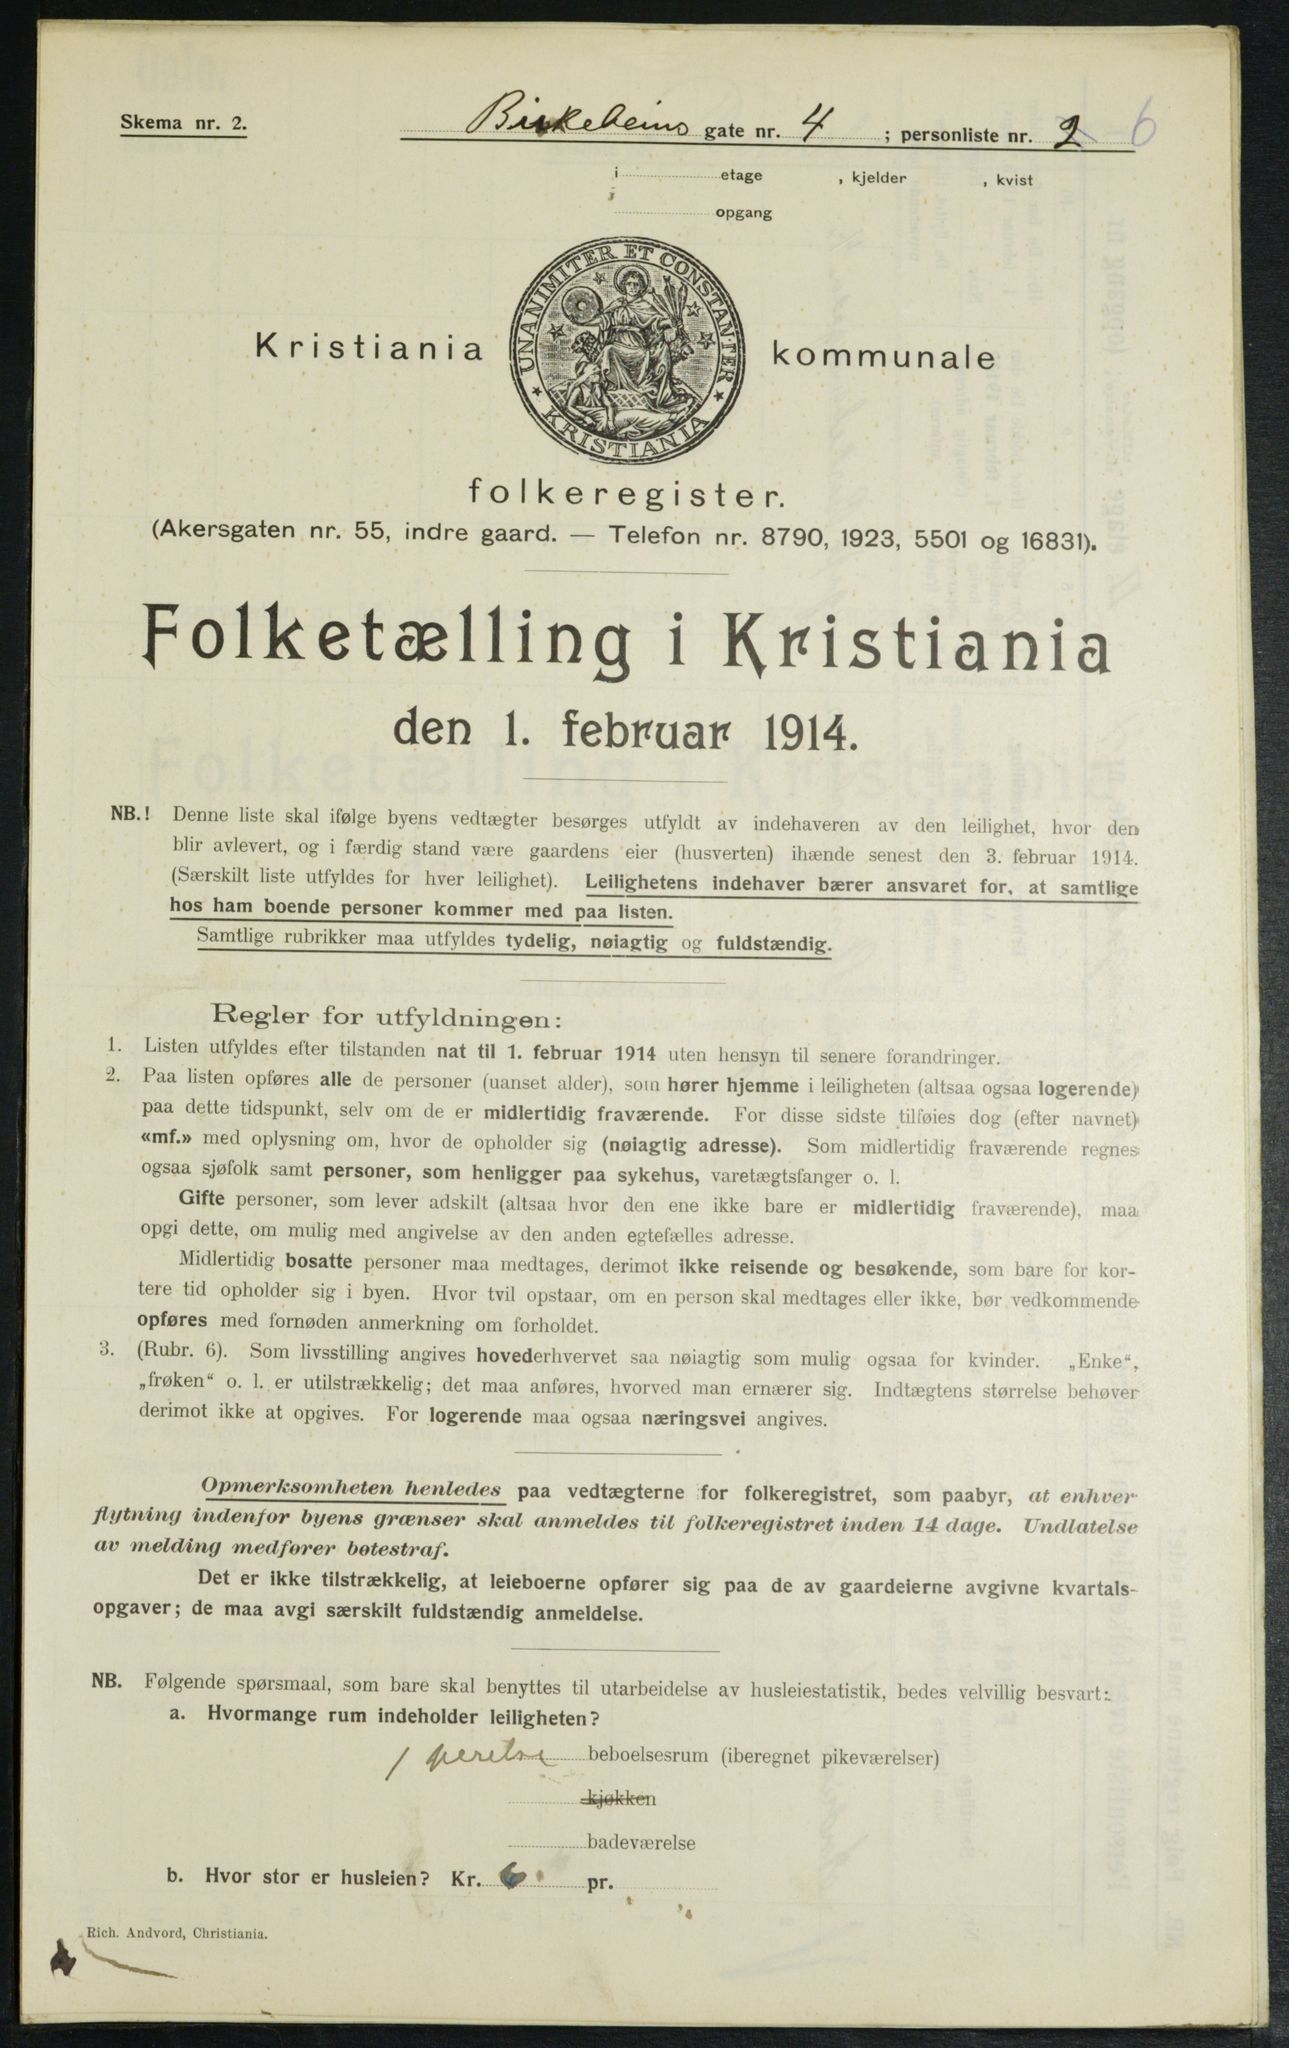 Skema nr. 2.
Birkebeins gate nr. 4 ; personliste nr. 2 6
i etage , kjelder , kvist
i opgang
UNANIMITER ET CONSTANTER
KRISTIANIA
Kristiania kommunale
folkeregister.
(Akersgaten nr. 55, indre gaard. — Telefon nr. 8790, 1923, 5501 og 16831).
Folketælling i Kristiania
den 1. februar 1914.
NB.! Denne liste skal ifølge byens vedtægter besørges utfyldt av indehaveren av den leilighet, hvor den
blir avlevert, og i færdig stand være gaardens eier (husverten) ihænde senest den 3. februar 1914.
(Særskilt liste utfyldes for hver leilighet). Leilighetens indehaver bærer ansvaret for, at samtlige
hos ham boende personer kommer med paa listen.
Samtlige rubrikker maa utfyldes tydelig, nøiagtig og fuldstændig.
Regler for utfyldningen:
1. Listen utfyldes efter tilstanden nat til 1. februar 1914 uten hensyn til senere forandringer.
2. Paa listen opføres alle de personer (uanset alder), som hører hjemme i leiligheten (altsaa ogsaa logerende)
paa dette tidspunkt, selv om de er midlertidig fraværende. For disse sidste tilføies dog (efter navnet)
«mf.» med oplysning om, hvor de opholder sig (nøiagtig adresse). Som midlertidig fraværende regnes
ogsaa sjøfolk samt personer, som henligger paa sykehus, varetægtsfanger o. l.
Gifte personer, som lever adskilt (altsaa hvor den ene ikke bare er midlertidig fraværende), maa
opgi dette, om mulig med angivelse av den anden egtefælles adresse.
Midlertidig bosatte personer maa medtages, derimot ikke reisende og besøkende, som bare for kor-
tere tid opholder sig i byen. Hvor tvil opstaar, om en person skal medtages eller ikke, bør vedkommende
opføres med fornøden anmerkning om forholdet.
3. (Rubr. 6). Som livsstilling angives hovederhvervet saa nøiagtig som mulig ogsaa for kvinder. „Enke“,
„frøken“ o. l. er utilstrækkelig; det maa anføres, hvorved man ernærer sig. Indtægtens størrelse behøver
derimot ikke at opgives. For logerende maa ogsaa næringsvei angives.
Opmerksomheten henledes paa vedtægterne for folkeregistret, som paabyr, at enhver
flytning indenfor byens grænser skal anmeldes til folkeregistret inden 14 dage. Undlatelse
av melding medfører bøtestraf.
Det er ikke tilstrækkelig, at leieboerne opfører sig paa de av gaardeierne avgivne kvartals-
opgaver; de maa avgi særskilt fuldstændig anmeldelse.
NB. Følgende spørsmaal, som bare skal benyttes til utarbeidelse av husleiestatistik, bedes velvillig besvart:
a. Hvormange rum indeholder leiligheten?
1 beboelsesrum (iberegnet pikeværelser)
kjøkken
badeværelse
b. Hvor stor er husleien? Kr. 6 pr.
Rich. Andvord, Christiania.